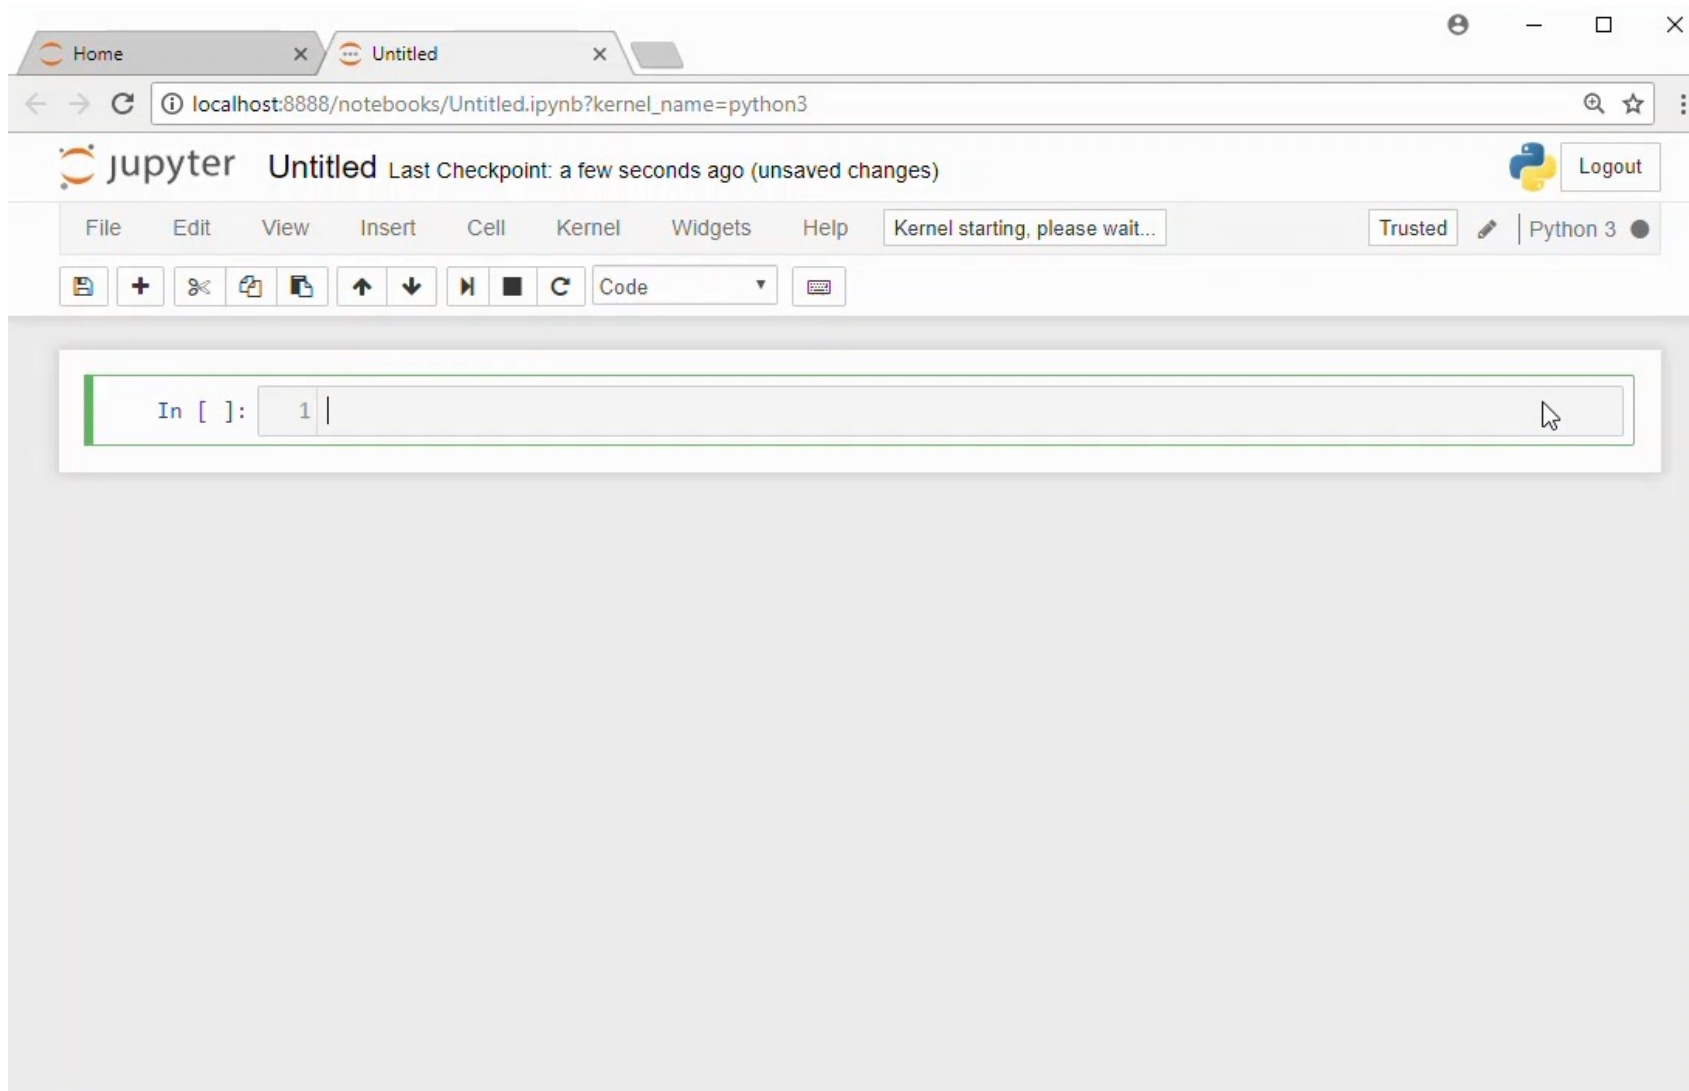 Home Untitled
localhost:8888/notebooks/Untitled.ipynb?kernel_name=python3
jupyter Untitled Last Checkpoint: a few seconds ago (unsaved changes) Logout
File Edit View Insert Cell Kernel Widgets Help Kernel starting, please wait... Trusted Python 3
Code
In [ ]: 1